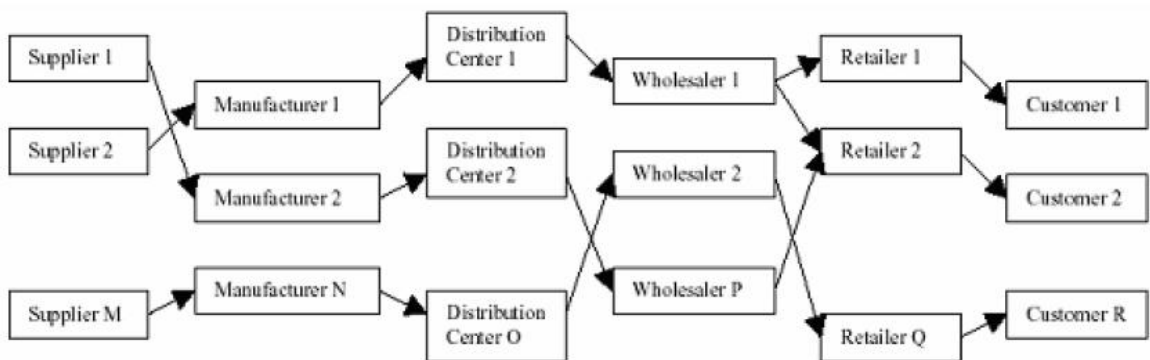 Supplier 1
Supplier 2
Supplier M
Manufacturer 1
Manufacturer 2
Manufacturer N
Distribution
Center 1
Distribution
Center 2
Distribution
Center O
Wholesaler 1
Wholesaler 2
Wholesaler P
Retailer 1
Retailer 2
Retailer Q
Customer 1
Customer 2
Customer R